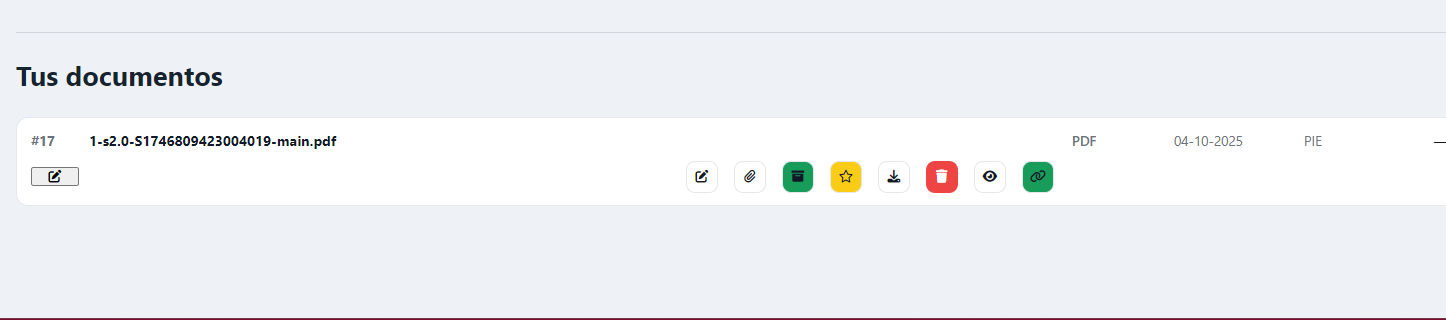 Tus documentos
#17 1-s2.0-S1746809423004019-main.pdf PDF 04-10-2025 PIE —